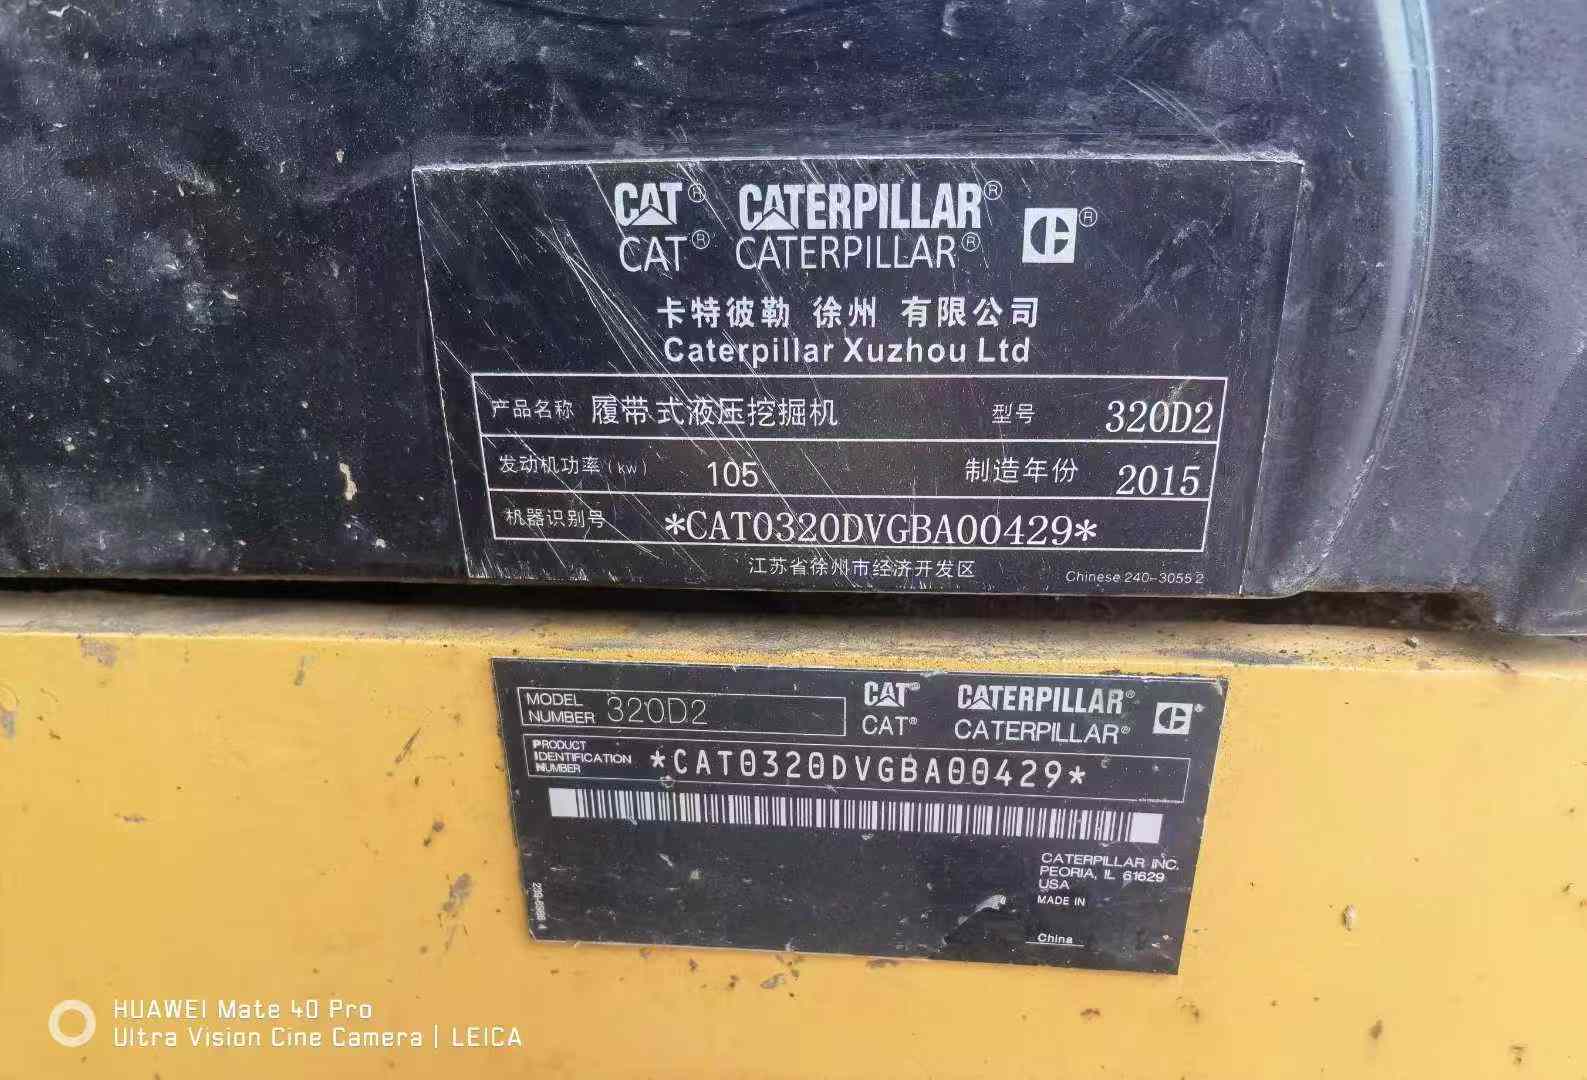 CAT® CATERPILLAR®
CAT® CATERPILLAR®
卡特彼勒 徐州 有限公司
Caterpillar Xuzhou Ltd
产品名称 履带式液压挖掘机 型号 320D2
发动机功率(kw) 105 制造年份 2015
机器识别号 *CAT0320DVGBA00429*
江苏省徐州市经济开发区
Chinese 240-3055 2
MODEL NUMBER 320D2
CAT® CATERPILLAR®
CAT® CATERPILLAR®
PRODUCT IDENTIFICATION NUMBER *CAT0320DVGBA00429*
CATERPILLAR INC.
PEORIA, IL 61629
USA
MADE IN
China
HUAWEI Mate 40 Pro
Ultra Vision Cine Camera | LEICA